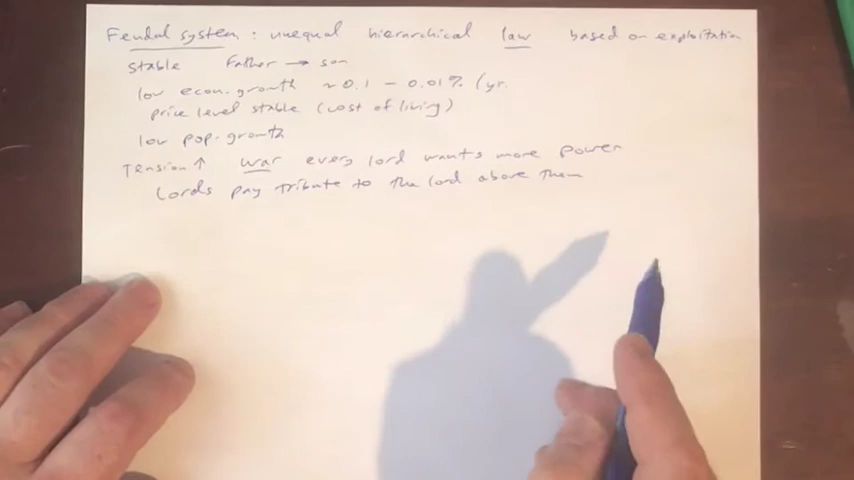 Feudal system : unequal hierarchical law based on exploitation
stable Father → son
low econ. growth ~ 0.1 - 0.01% /yr.
price level stable (cost of living)
low pop. growth
Tension ↑ war every lord wants more power
Lords pay tribute to the lord above them